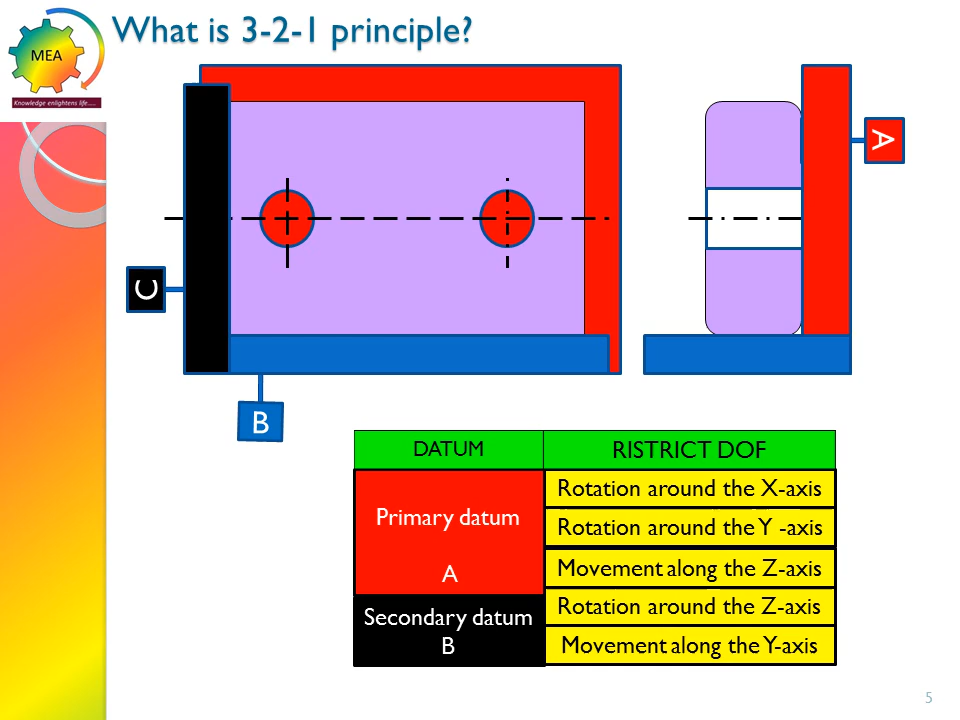 What is 3-2-1 principle?
MEA
Knowledge enlightens life.....
A
C
B
DATUM
RISTRICT DOF
Primary datum
A
Rotation around the X-axis
Rotation around the Y -axis
Movement along the Z-axis
Secondary datum
B
Rotation around the Z-axis
Movement along the Y-axis
5